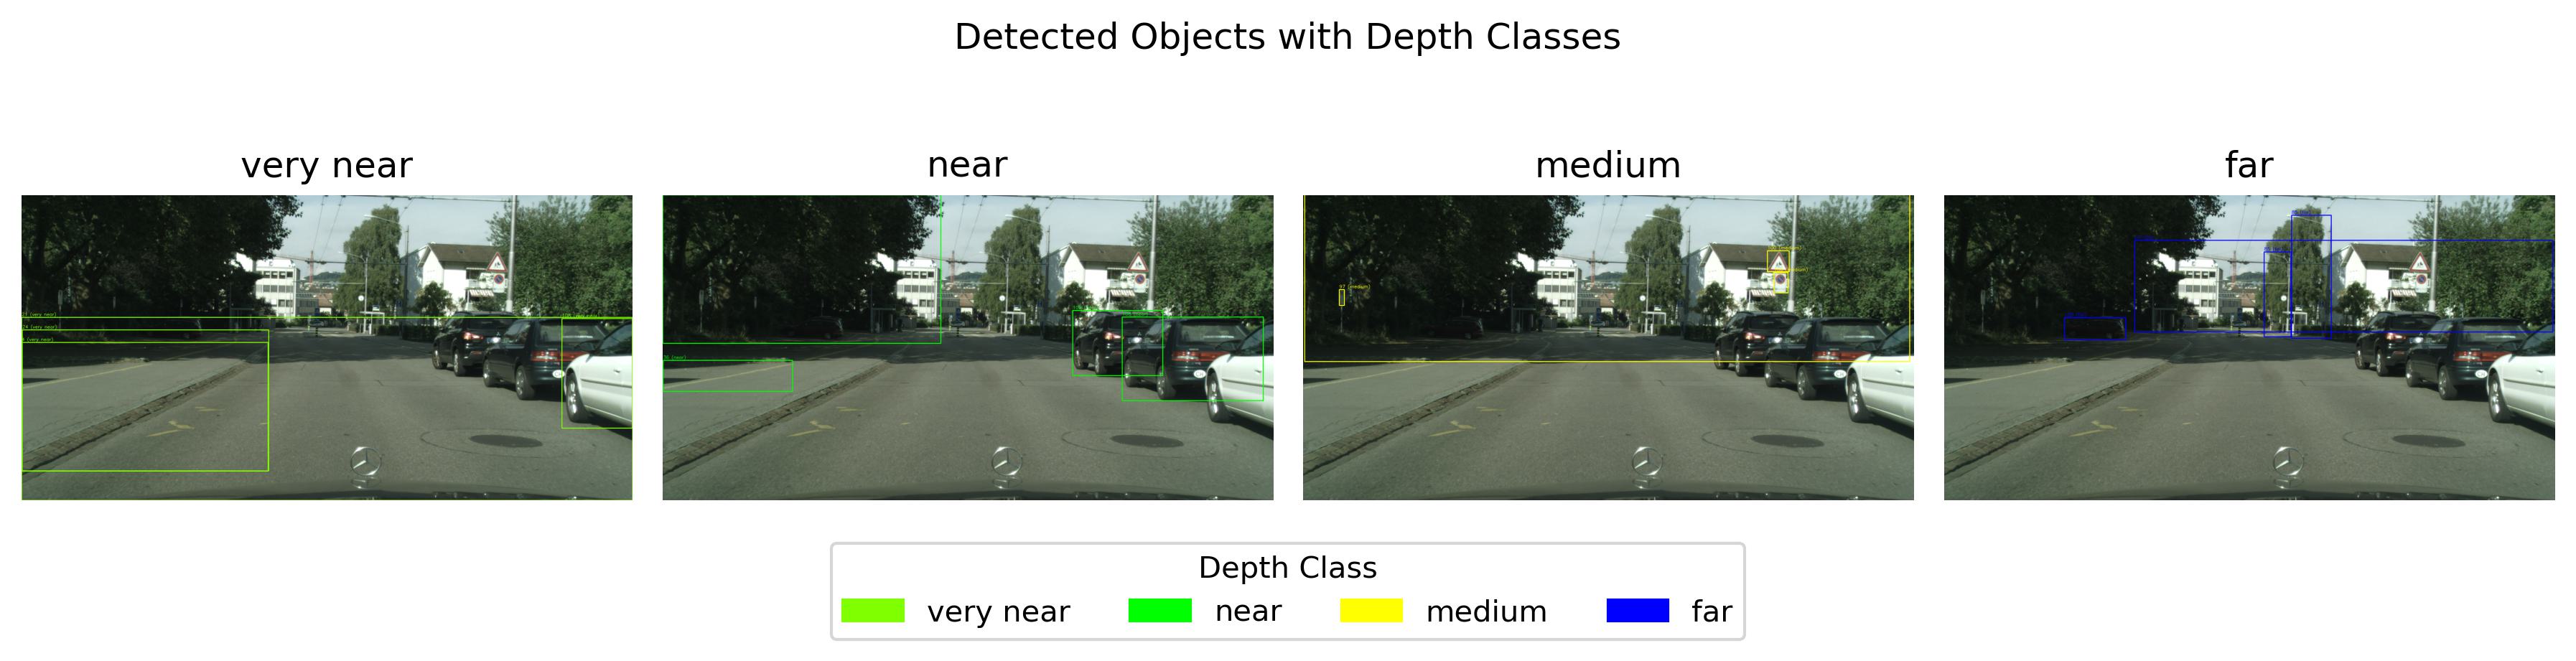 Detected Objects with Depth Classes
very near
near
medium
far
Depth Class
very near
near
medium
far